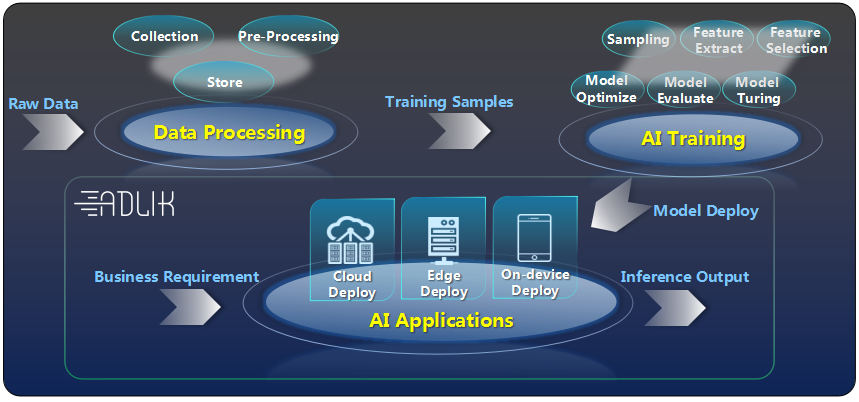 Collection
Pre-Processing
Store
Sampling
Feature
Extract
Feature
Selection
Model
Optimize
Model
Evaluate
Model
Turing
Raw Data
Training Samples
Data Processing
AI Training
ADLIK
Model Deploy
Cloud
Deploy
Edge
Deploy
On-device
Deploy
Business Requirement
Inference Output
AI Applications